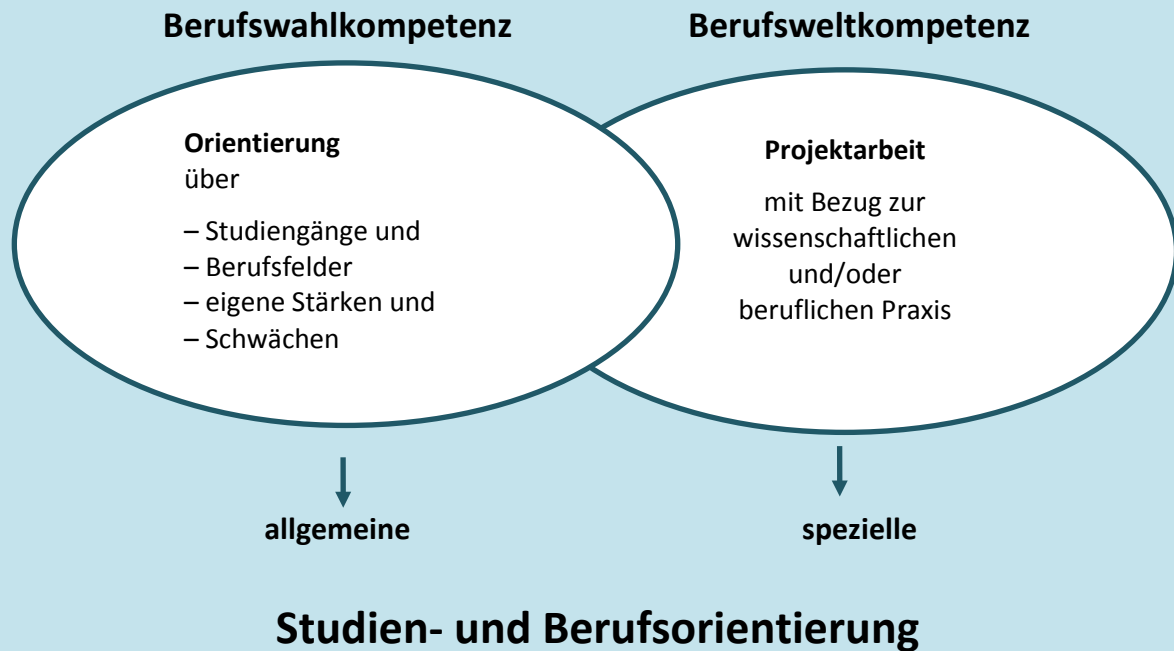 Berufswahlkompetenz
Berufsweltkompetenz
Orientierung
über
– Studiengänge und
– Berufsfelder
– eigene Stärken und
– Schwächen
Projektarbeit
mit Bezug zur
wissenschaftlichen
und/oder
beruflichen Praxis
allgemeine
spezielle
Studien- und Berufsorientierung